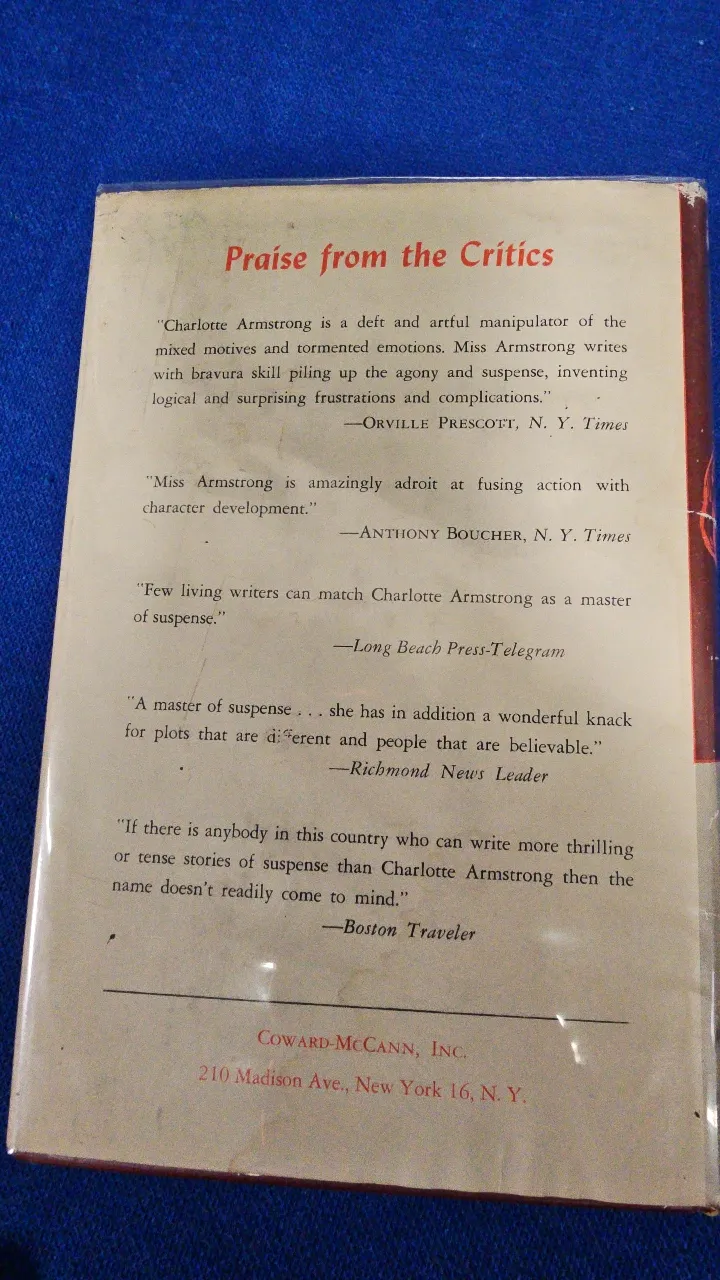 Praise from the Critics
"Charlotte Armstrong is a deft and artful manipulator of the
mixed motives and tormented emotions. Miss Armstrong writes
with bravura skill piling up the agony and suspense, inventing
logical and surprising frustrations and complications."
—ORVILLE PRESCOTT, N. Y. Times
"Miss Armstrong is amazingly adroit at fusing action with
character development."
—ANTHONY BOUCHER, N. Y. Times
"Few living writers can match Charlotte Armstrong as a master
of suspense."
—Long Beach Press-Telegram
"A master of suspense . . . she has in addition a wonderful knack
for plots that are different and people that are believable."
—Richmond News Leader
"If there is anybody in this country who can write more thrilling
or tense stories of suspense than Charlotte Armstrong then the
name doesn't readily come to mind."
—Boston Traveler
COWARD-MCCANN, INC.
210 Madison Ave., New York 16, N. Y.